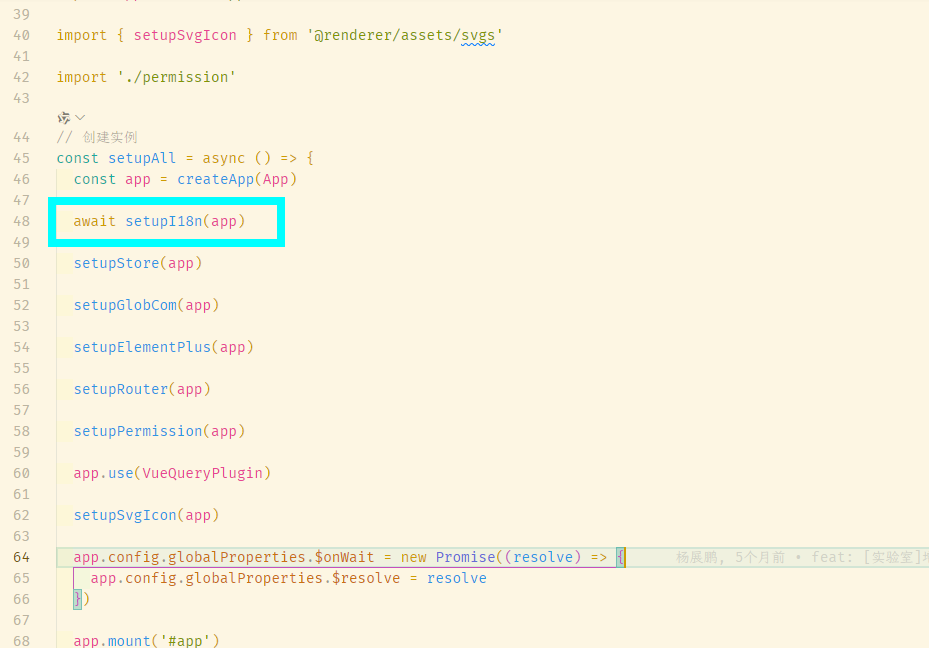 39
40 import { setupSvgIcon } from '@renderer/assets/svgs'
41
42 import './permission'
43
44 // 创建实例
45 const setupAll = async () => {
46 const app = createApp(App)
47
48 await setupI18n(app)
49
50 setupStore(app)
51
52 setupGlobCom(app)
53
54 setupElementPlus(app)
55
56 setupRouter(app)
57
58 setupPermission(app)
59
60 app.use(VueQueryPlugin)
61
62 setupSvgIcon(app)
63
64 app.config.globalProperties.$onWait = new Promise((resolve) => { 杨展鹏, 5个月前 • feat: [实验室]
65 app.config.globalProperties.$resolve = resolve
66 })
67
68 app.mount('#app')